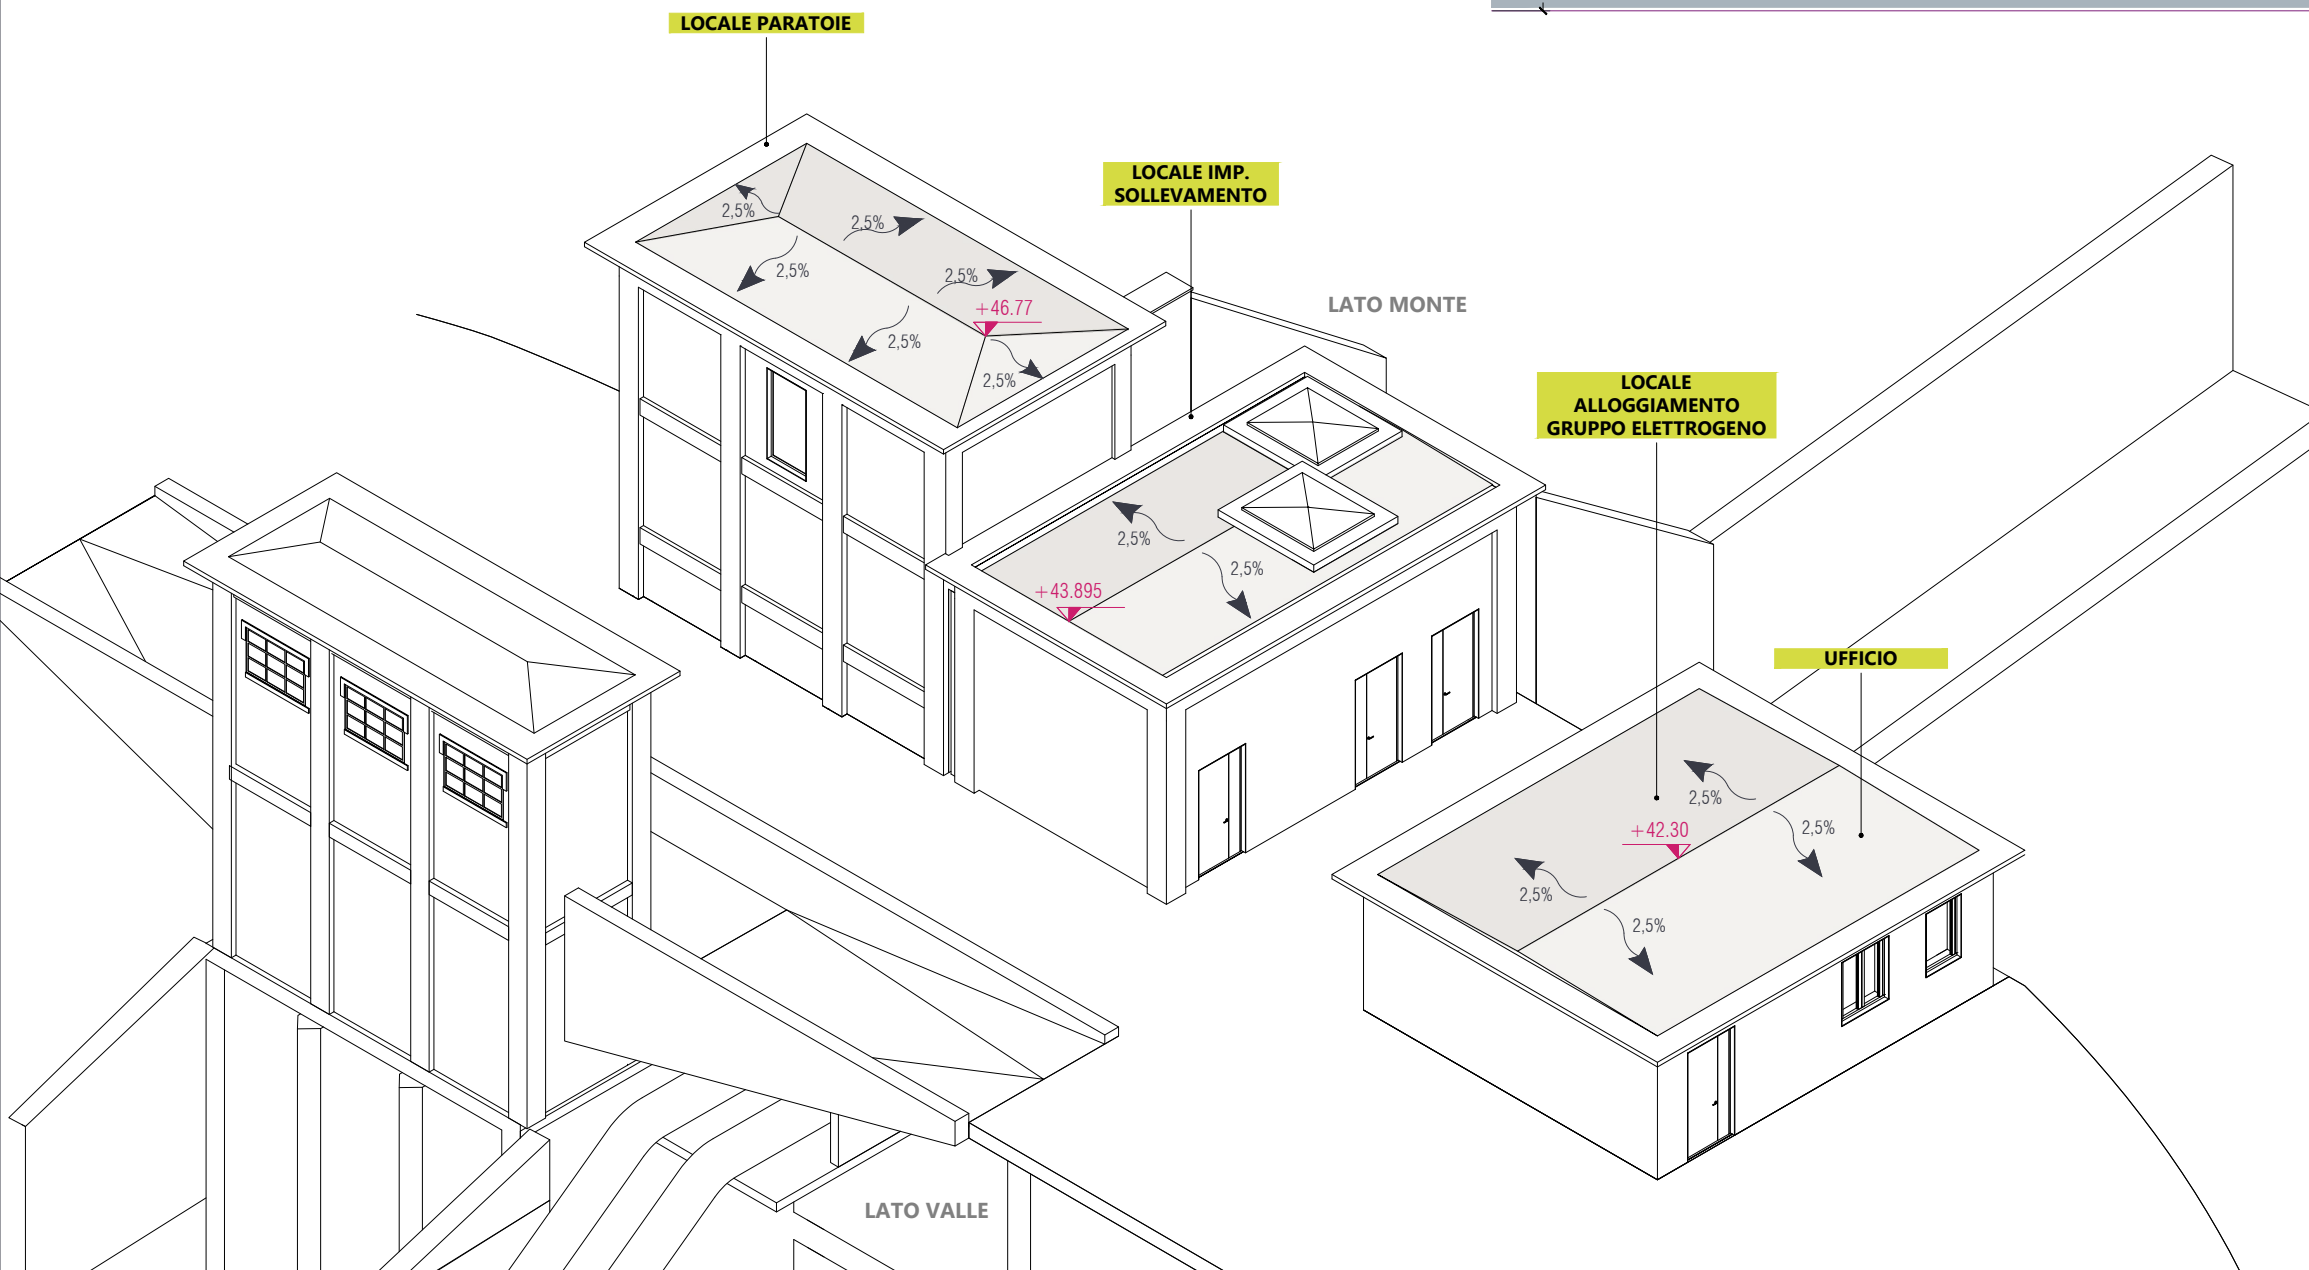 LOCALE PARATOIE
LOCALE IMP.
SOLLEVAMENTO
2,5%
2,5%
2,5%
2,5%
+46.77
2,5%
2,5%
LATO MONTE
LOCALE
ALLOGGIAMENTO
GRUPPO ELETTROGENO
2,5%
2,5%
+43.895
UFFICIO
2,5%
2,5%
+42.30
2,5%
2,5%
LATO VALLE